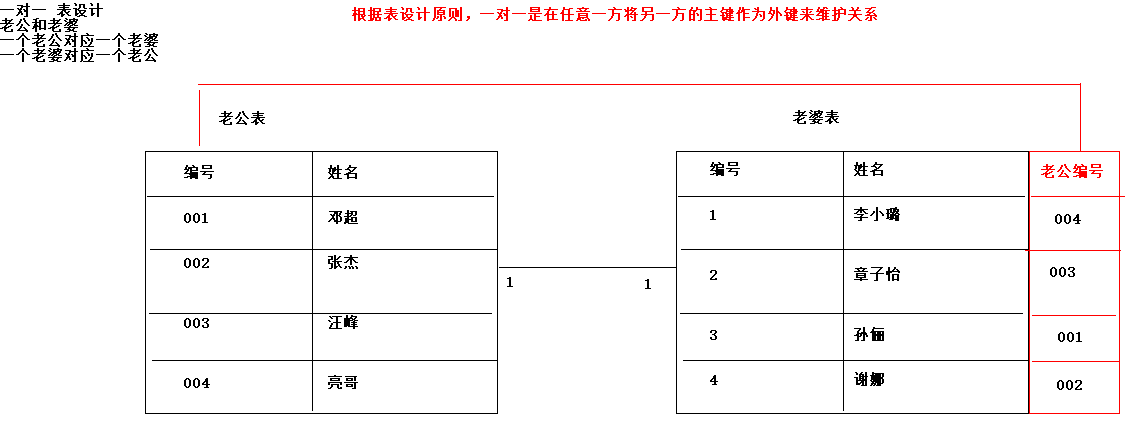 一对一 表设计
老公和老婆
一个老公对应一个老婆
一个老婆对应一个老公
根据表设计原则，一对一是在任意一方将另一方的主键作为外键来维护关系
老公表
编号 姓名
001 邓超
002 张杰
003 汪峰
004 亮哥
1 1
老婆表
编号 姓名 老公编号
1 李小璐 004
2 章子怡 003
3 孙俪 001
4 谢娜 002